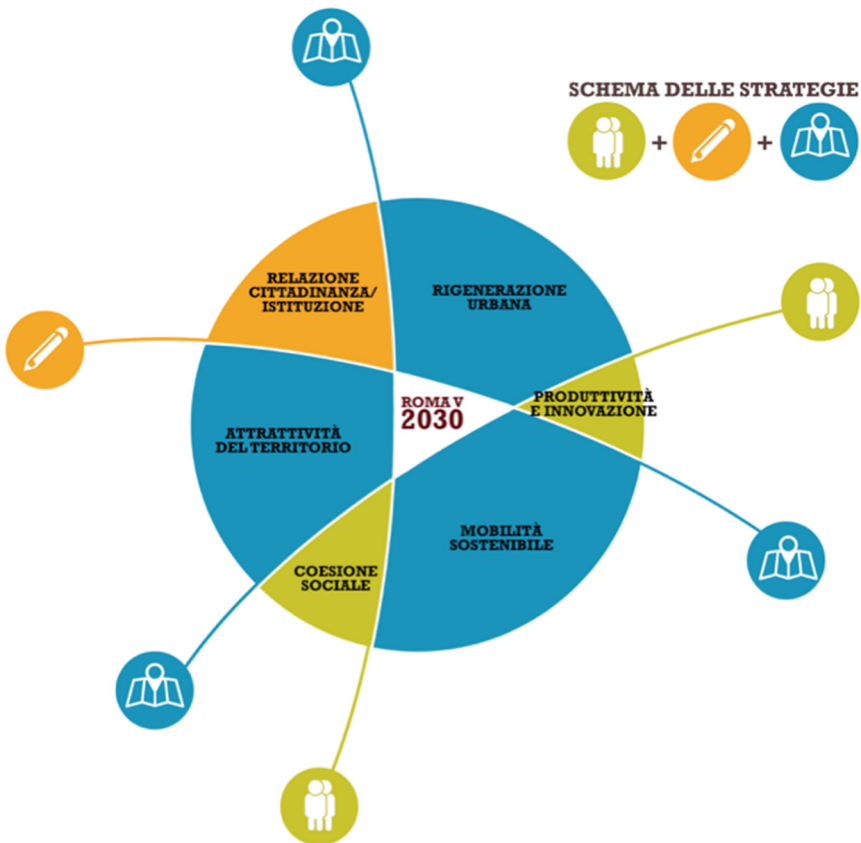 SCHEMA DELLE STRATEGIE
+ +
RELAZIONE
CITTADINANZA/
ISTITUZIONE
RIGENERAZIONE
URBANA
PRODUTTIVITÀ
E INNOVAZIONE
ROMA V
2030
ATTRATTIVITÀ
DEL TERRITORIO
MOBILITÀ
SOSTENIBILE
COESIONE
SOCIALE